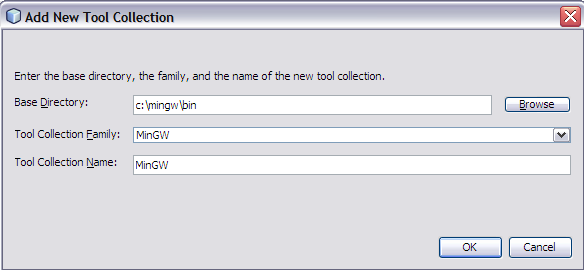 Add New Tool Collection
Enter the base directory, the family, and the name of the new tool collection.
Base Directory: c:\mingw\bin Browse
Tool Collection Family: MinGW
Tool Collection Name: MinGW
OK Cancel